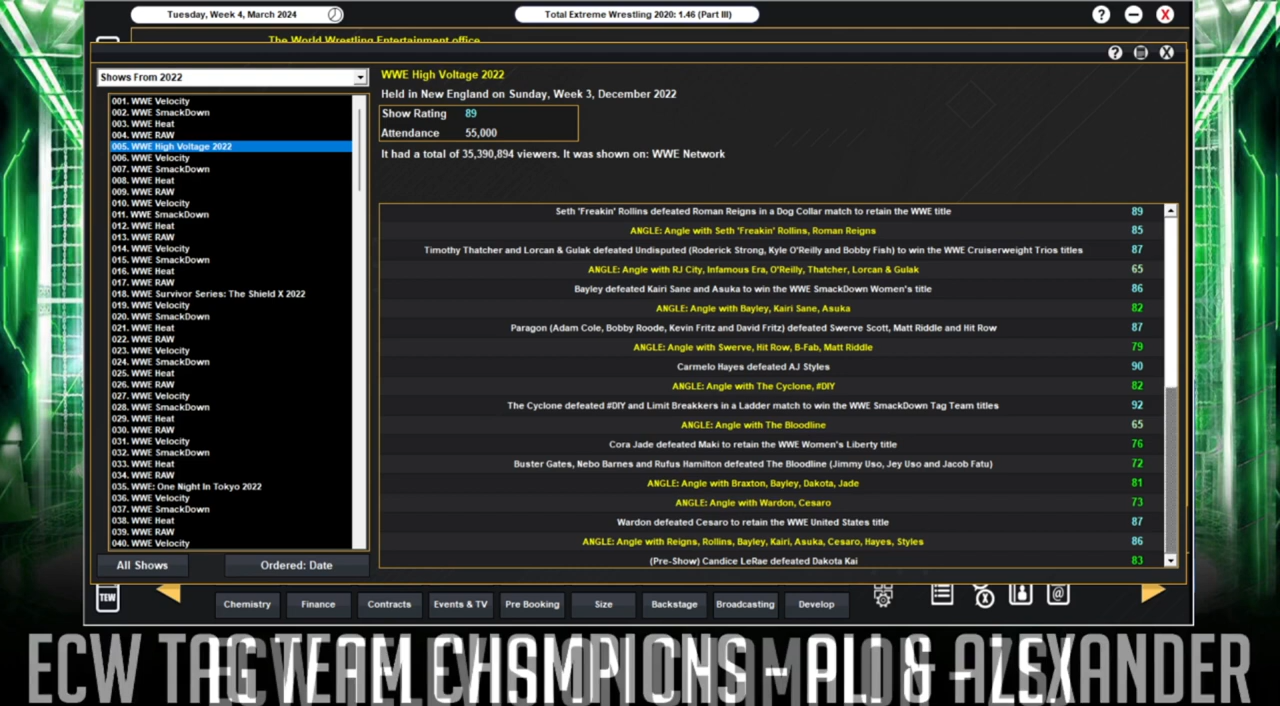 Tuesday, Week 4, March 2024
Total Extreme Wrestling 2020: 1.46 (Part III)
The World Wrestling Entertainment office
Shows From 2022
001. WWE Velocity
002. WWE SmackDown
003. WWE Heat
004. WWE RAW
005. WWE High Voltage 2022
006. WWE Velocity
007. WWE SmackDown
008. WWE Heat
009. WWE RAW
010. WWE Velocity
011. WWE SmackDown
012. WWE Heat
013. WWE RAW
014. WWE Velocity
015. WWE SmackDown
016. WWE Heat
017. WWE RAW
018. WWE Survivor Series: The Shield X 2022
019. WWE Velocity
020. WWE SmackDown
021. WWE Heat
022. WWE RAW
023. WWE Velocity
024. WWE SmackDown
025. WWE Heat
026. WWE RAW
027. WWE Velocity
028. WWE SmackDown
029. WWE Heat
030. WWE RAW
031. WWE Velocity
032. WWE SmackDown
033. WWE Heat
034. WWE RAW
035. WWE: One Night In Tokyo 2022
036. WWE Velocity
037. WWE SmackDown
038. WWE Heat
039. WWE RAW
040. WWE Velocity
All Shows
Ordered: Date
WWE High Voltage 2022
Held in New England on Sunday, Week 3, December 2022
Show Rating 89
Attendance 55,000
It had a total of 35,390,894 viewers. It was shown on: WWE Network
Seth 'Freakin' Rollins defeated Roman Reigns in a Dog Collar match to retain the WWE title 89
ANGLE: Angle with Seth 'Freakin' Rollins, Roman Reigns 85
Timothy Thatcher and Lorcan & Gulak defeated Undisputed (Roderick Strong, Kyle O'Reilly and Bobby Fish) to win the WWE Cruiserweight Trios titles 87
ANGLE: Angle with RJ City, Infamous Era, O'Reilly, Thatcher, Lorcan & Gulak 65
Bayley defeated Kairi Sane and Asuka to win the WWE SmackDown Women's title 86
ANGLE: Angle with Bayley, Kairi Sane, Asuka 82
Paragon (Adam Cole, Bobby Roode, Kevin Fritz and David Fritz) defeated Swerve Scott, Matt Riddle and Hit Row 87
ANGLE: Angle with Swerve, Hit Row, B-Fab, Matt Riddle 79
Carmelo Hayes defeated AJ Styles 90
ANGLE: Angle with The Cyclone, #DIY 82
The Cyclone defeated #DIY and Limit Breakkers in a Ladder match to win the WWE SmackDown Tag Team titles 92
ANGLE: Angle with The Bloodline 65
Cora Jade defeated Maki to retain the WWE Women's Liberty title 76
Buster Gates, Nebo Barnes and Rufus Hamilton defeated The Bloodline (Jimmy Uso, Jey Uso and Jacob Fatu) 72
ANGLE: Angle with Braxton, Bayley, Dakota, Jade 81
ANGLE: Angle with Wardon, Cesaro 73
Wardon defeated Cesaro to retain the WWE United States title 87
ANGLE: Angle with Reigns, Rollins, Bayley, Kairi, Asuka, Cesaro, Hayes, Styles 86
(Pre-Show) Candice LeRae defeated Dakota Kai 83
TEW
Chemistry
Finance
Contracts
Events & TV
Pre Booking
Size
Backstage
Broadcasting
Develop
ECW TAG TEAM CHAMPIONS - ALI & ALEXANDER